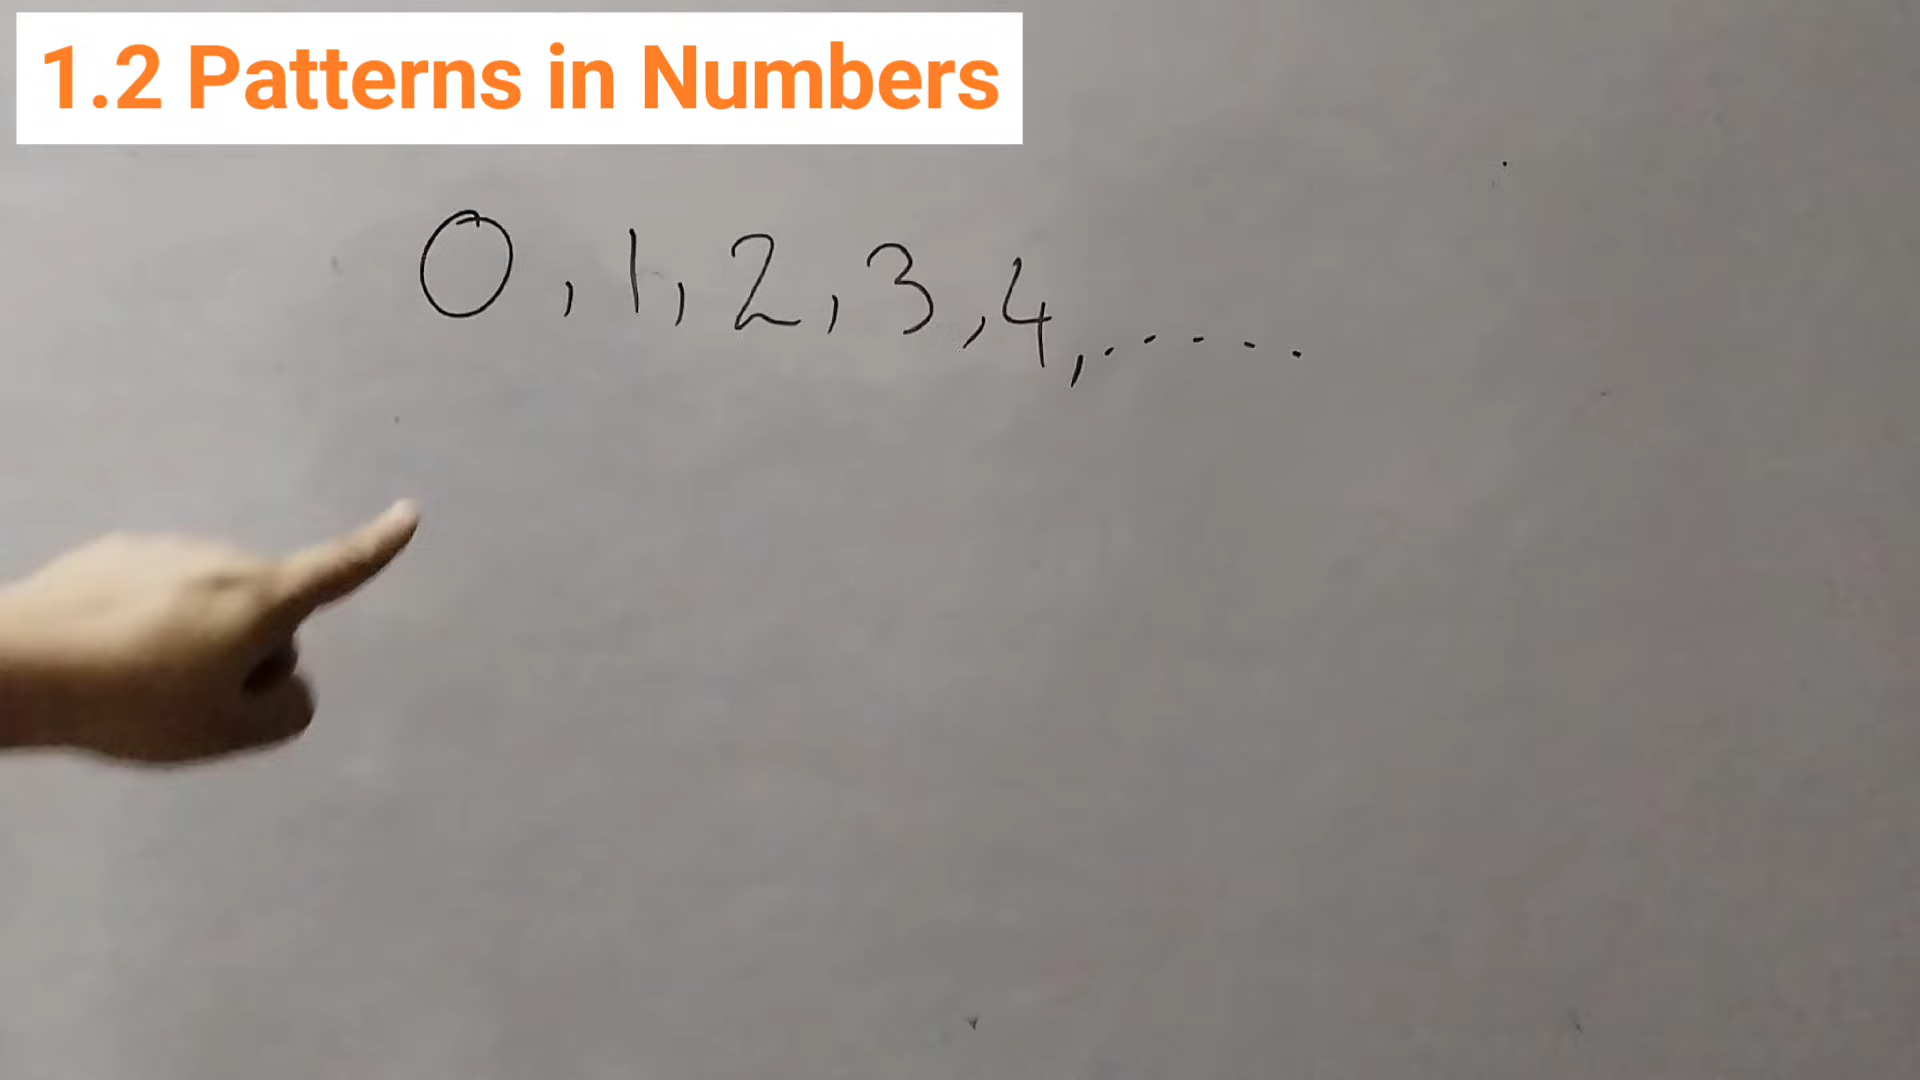 1.2 Patterns in Numbers
0, 1, 2, 3, 4, .....